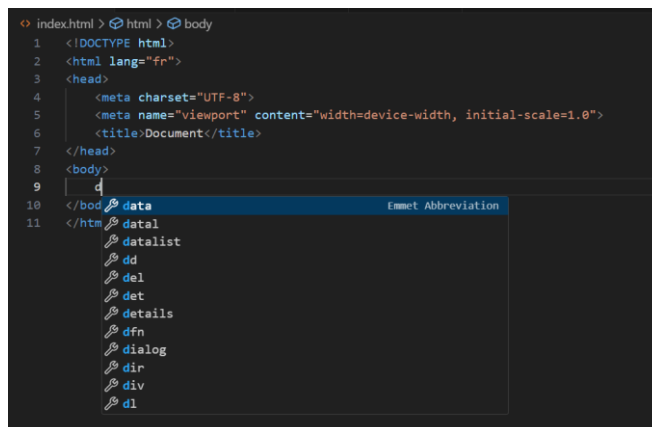 index.html > html > body
1 <!DOCTYPE html>
2 <html lang="fr">
3 <head>
4 <meta charset="UTF-8">
5 <meta name="viewport" content="width=device-width, initial-scale=1.0">
6 <title>Document</title>
7 </head>
8 <body>
9 d
10 </bod data Emmet Abbreviation
11 </htm datal
datalist
dd
del
det
details
dfn
dialog
dir
div
dl